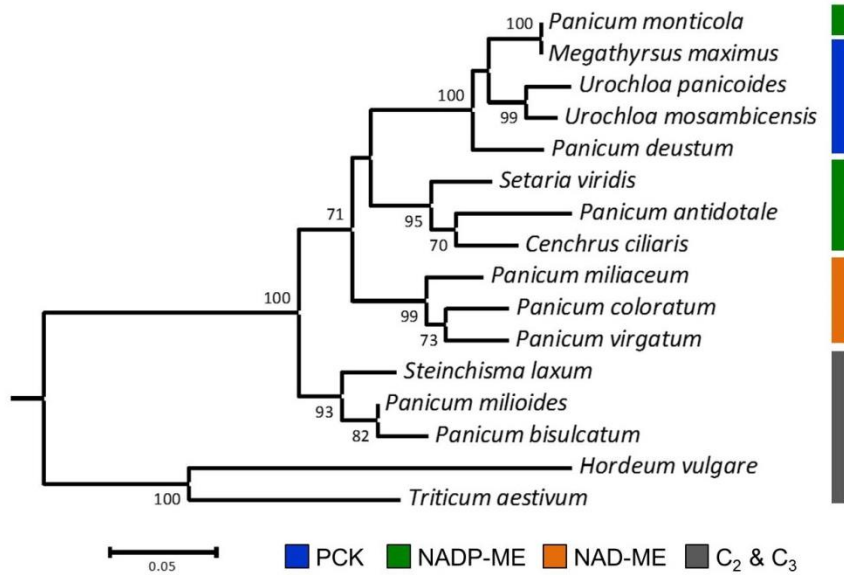 100
Panicum monticola
Megathyrsus maximus
Urochloa panicoides
100
99
Urochloa mosambicensis
Panicum deustum
Setaria viridis
71
95
Panicum antidotale
70
Cenchrus ciliaris
Panicum miliaceum
100
99
Panicum coloratum
73
Panicum virgatum
Steinchisma laxum
93
Panicum milioides
82
Panicum bisulcatum
Hordeum vulgare
100
Triticum aestivum
0.05
PCK NADP-ME NAD-ME C₂ & C₃